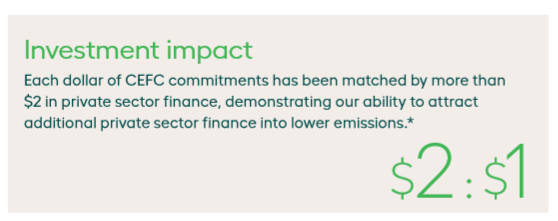 Investment impact
Each dollar of CEFC commitments has been matched by more than
$2 in private sector finance, demonstrating our ability to attract
additional private sector finance into lower emissions.*
$2:$1